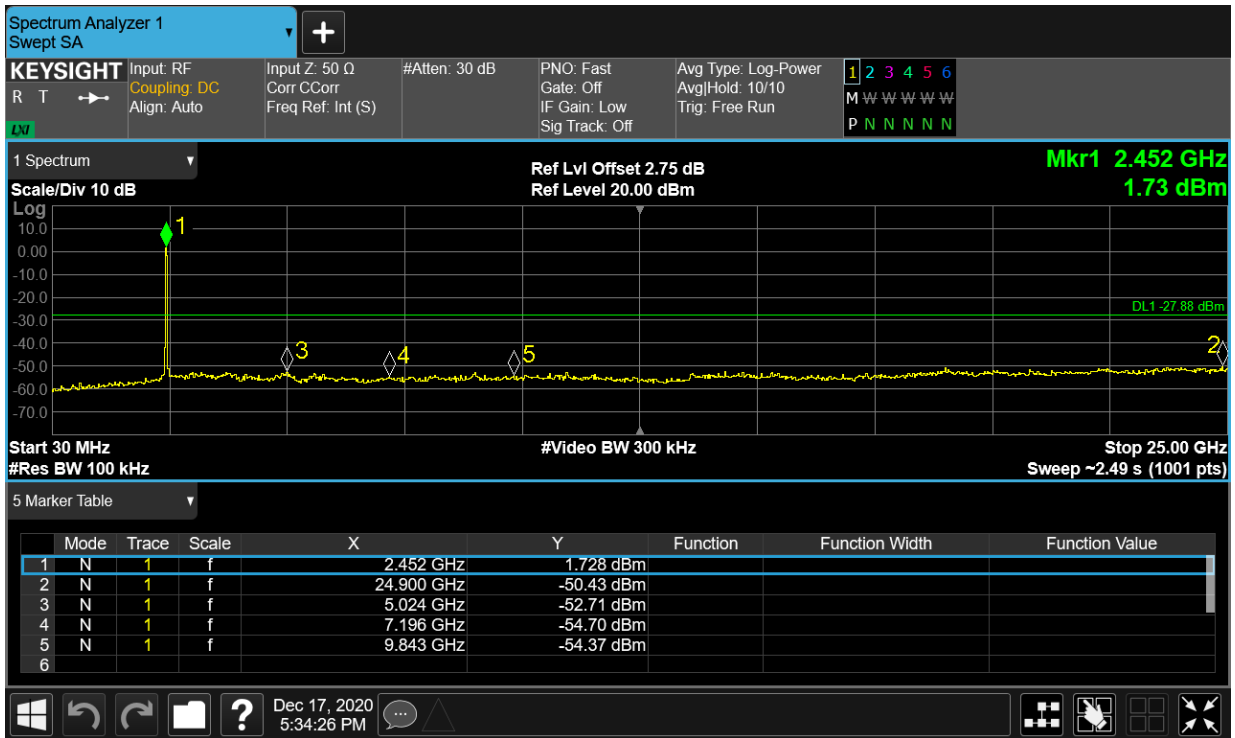 Spectrum Analyzer 1
Swept SA
KEYSIGHT
R T
LXI
Input: RF
Coupling: DC
Align: Auto
Input Z: 50 Ω
Corr CCorr
Freq Ref: Int (S)
#Atten: 30 dB
PNO: Fast
Gate: Off
IF Gain: Low
Sig Track: Off
Avg Type: Log-Power
Avg|Hold: 10/10
Trig: Free Run
1 2 3 4 5 6
M W W W W W
P N N N N N
1 Spectrum
Scale/Div 10 dB
Ref Lvl Offset 2.75 dB
Ref Level 20.00 dBm
Mkr1 2.452 GHz
1.73 dBm
Log
10.0
0.00
-10.0
-20.0
-30.0
-40.0
-50.0
-60.0
-70.0
1
DL1 -27.88 dBm
3
4
5
2
Start 30 MHz
#Video BW 300 kHz
Stop 25.00 GHz
#Res BW 100 kHz
Sweep ~2.49 s (1001 pts)
5 Marker Table
Mode Trace Scale X Y Function Function Width Function Value
1 N 1 f 2.452 GHz 1.728 dBm
2 N 1 f 24.900 GHz -50.43 dBm
3 N 1 f 5.024 GHz -52.71 dBm
4 N 1 f 7.196 GHz -54.70 dBm
5 N 1 f 9.843 GHz -54.37 dBm
6
?
Dec 17, 2020
5:34:26 PM